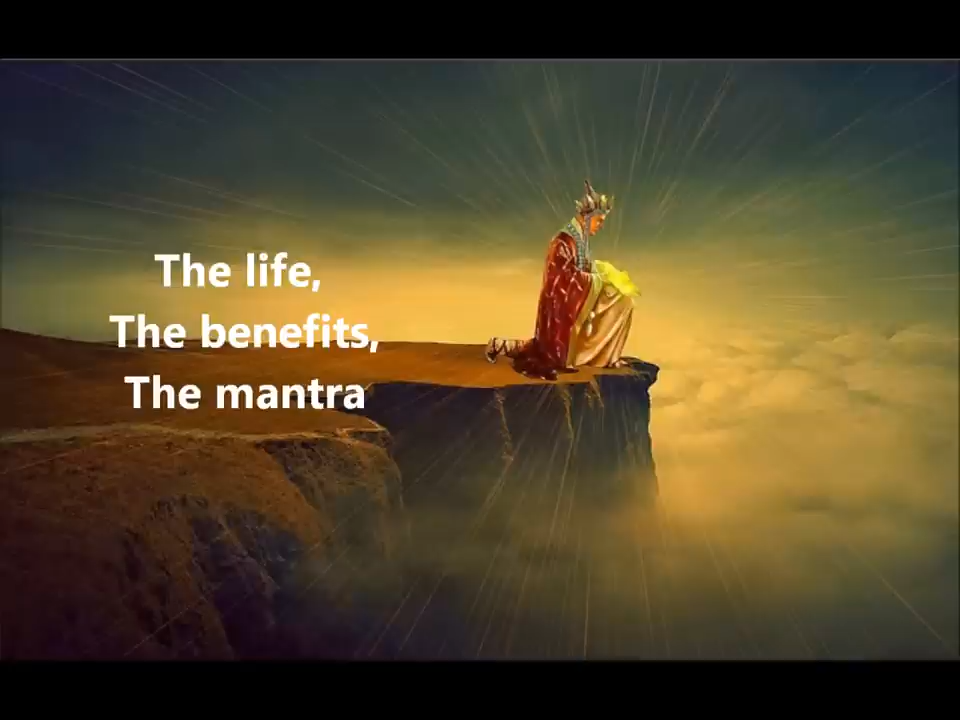 The life,
The benefits,
The mantra